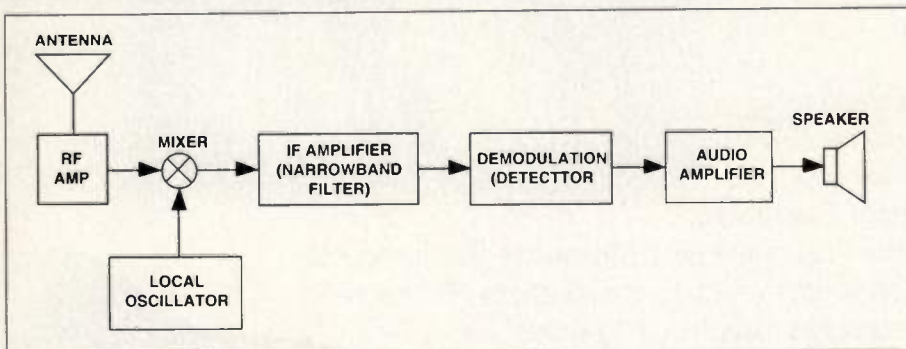 ANTENNA
RF
AMP
MIXER
LOCAL
OSCILLATOR
IF AMPLIFIER
(NARROWBAND
FILTER)
DEMODULATION
(DETECTTOR
AUDIO
AMPLIFIER
SPEAKER